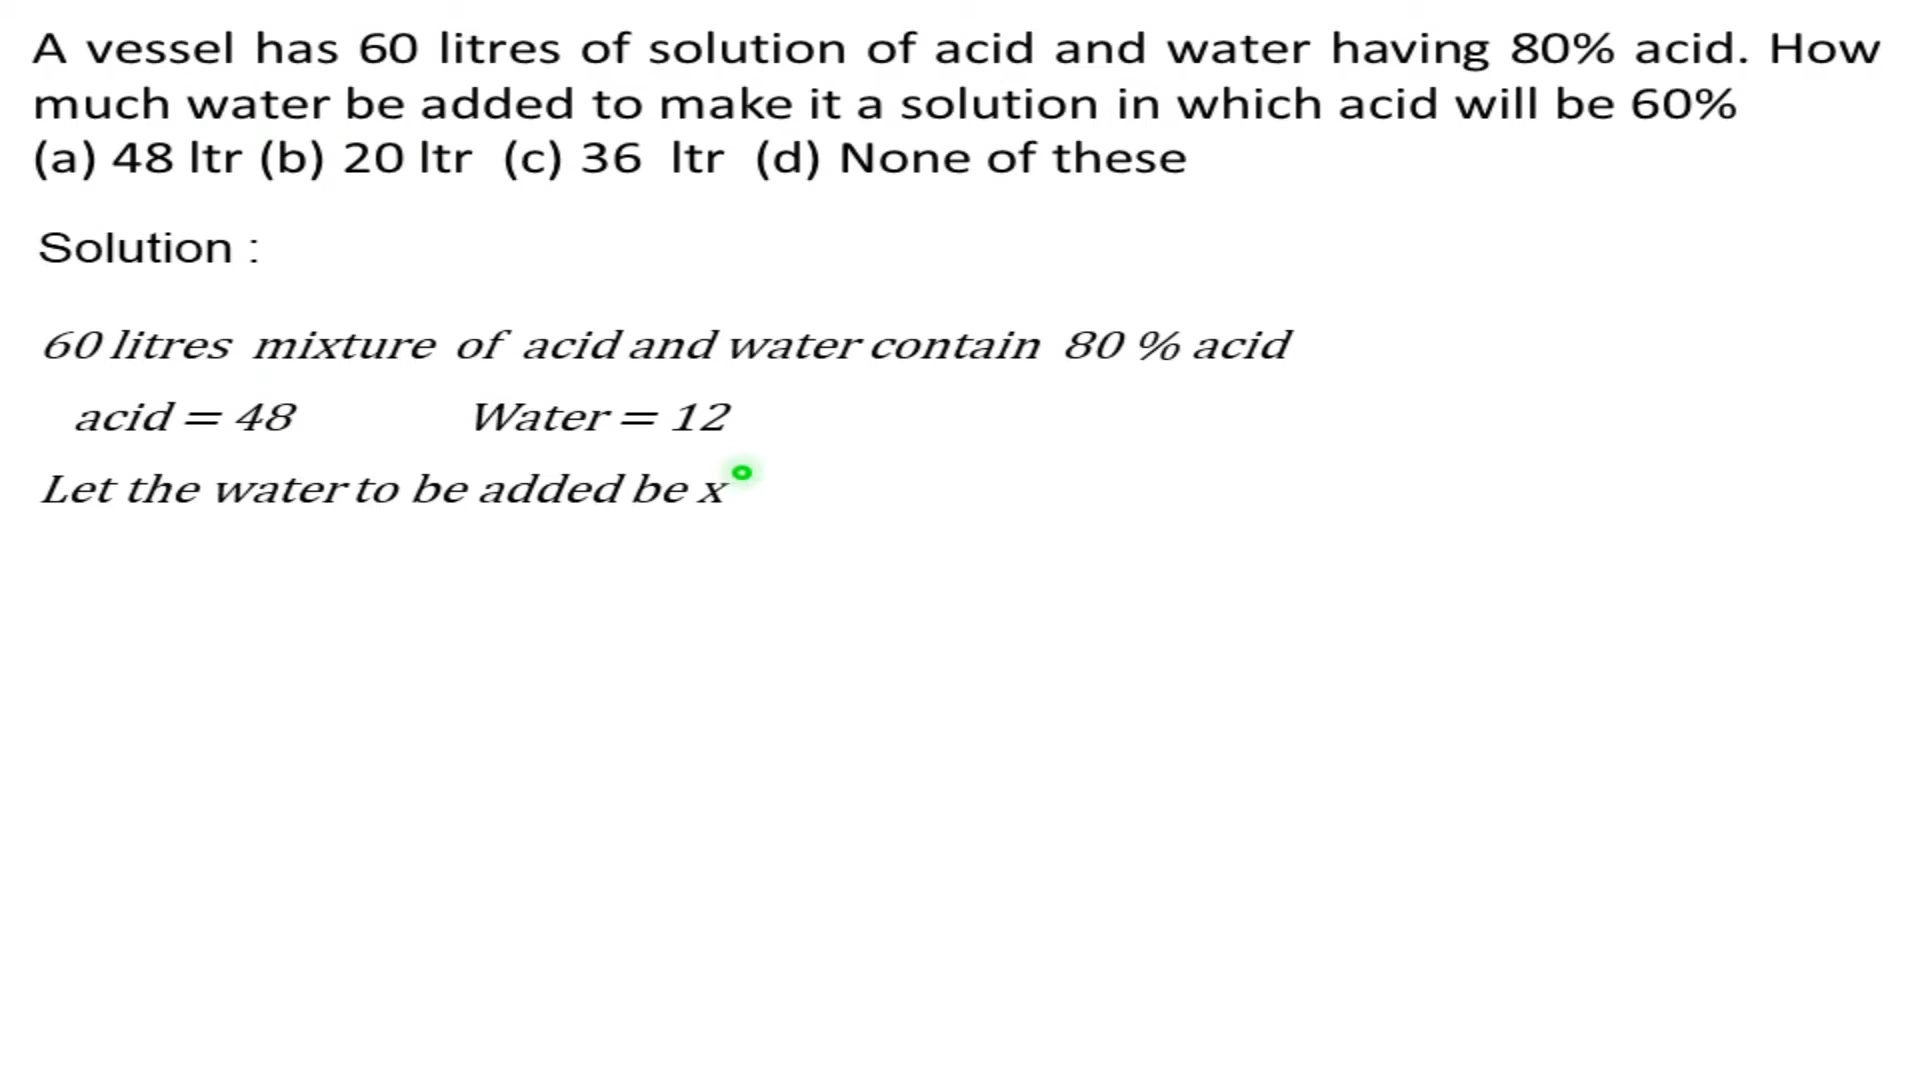 A vessel has 60 litres of solution of acid and water having 80% acid. How
much water be added to make it a solution in which acid will be 60%
(a) 48 ltr (b) 20 ltr (c) 36 ltr (d) None of these
Solution :
60 litres mixture of acid and water contain 80 % acid
acid = 48 Water = 12
Let the water to be added be x